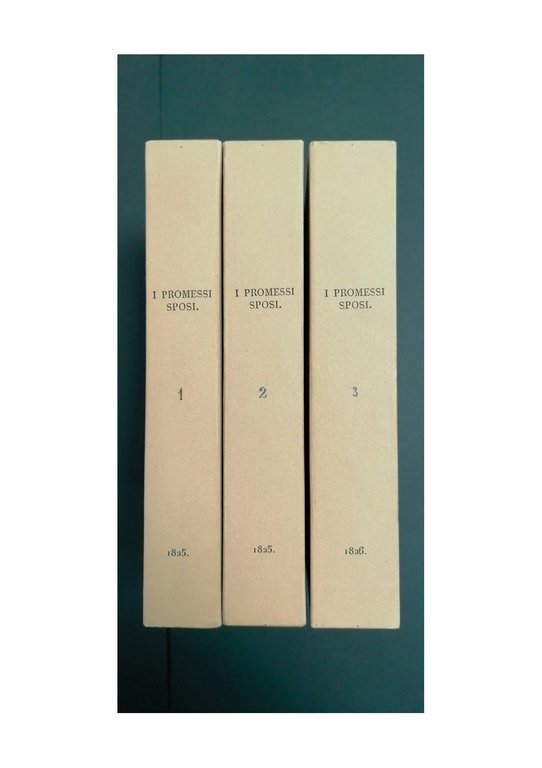 I PROMESSI
SPOSI.
1
1825.
I PROMESSI
SPOSI.
2
1825.
I PROMESSI
SPOSI.
3
1826.